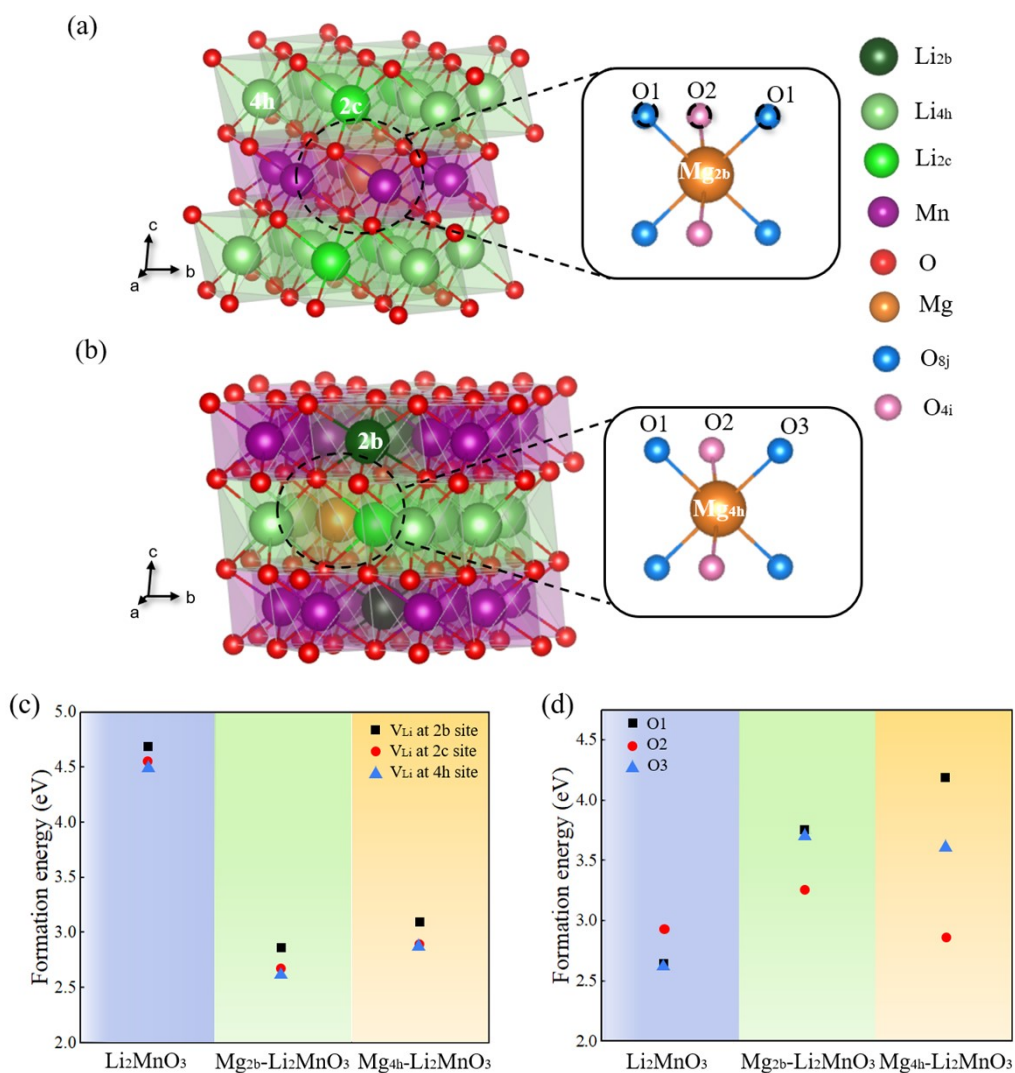 (a)
4h
2c
O1 O2 O1
Mg2b
c
b
a
Li2b
Li4h
Li2c
Mn
O
Mg
O8j
O4i
(b)
2b
O1 O2 O3
Mg4h
c
b
a
(c)
Formation energy (eV)
5.0
4.5
4.0
3.5
3.0
2.5
2.0
VLi at 2b site
VLi at 2c site
VLi at 4h site
Li2MnO3 Mg2b-Li2MnO3 Mg4h-Li2MnO3
(d)
Formation energy (eV)
4.5
4.0
3.5
3.0
2.5
2.0
O1
O2
O3
Li2MnO3 Mg2b-Li2MnO3 Mg4h-Li2MnO3